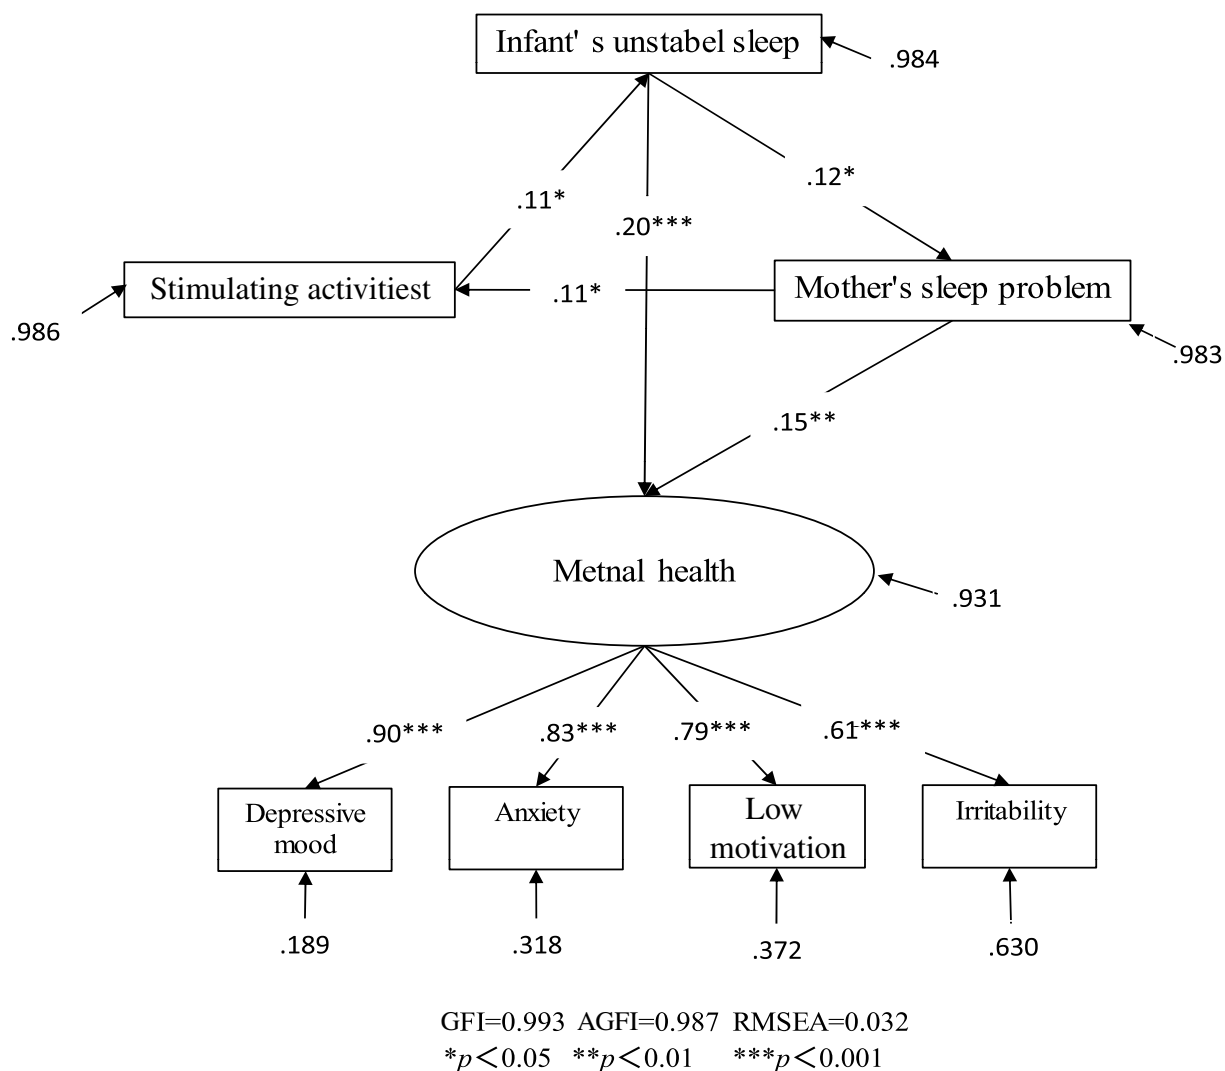 Infant' s unstabel sleep
.984
.12*
.11*
.20***
Stimulating activitiest
.11*
Mother's sleep problem
.986
.983
.15**
Metnal health
.931
.90***
.83***
.79***
.61***
Depressive
mood
Anxiety
Low
motivation
Irritability
.189
.318
.372
.630
GFI=0.993 AGFI=0.987 RMSEA=0.032
*p<0.05 **p<0.01 ***p<0.001